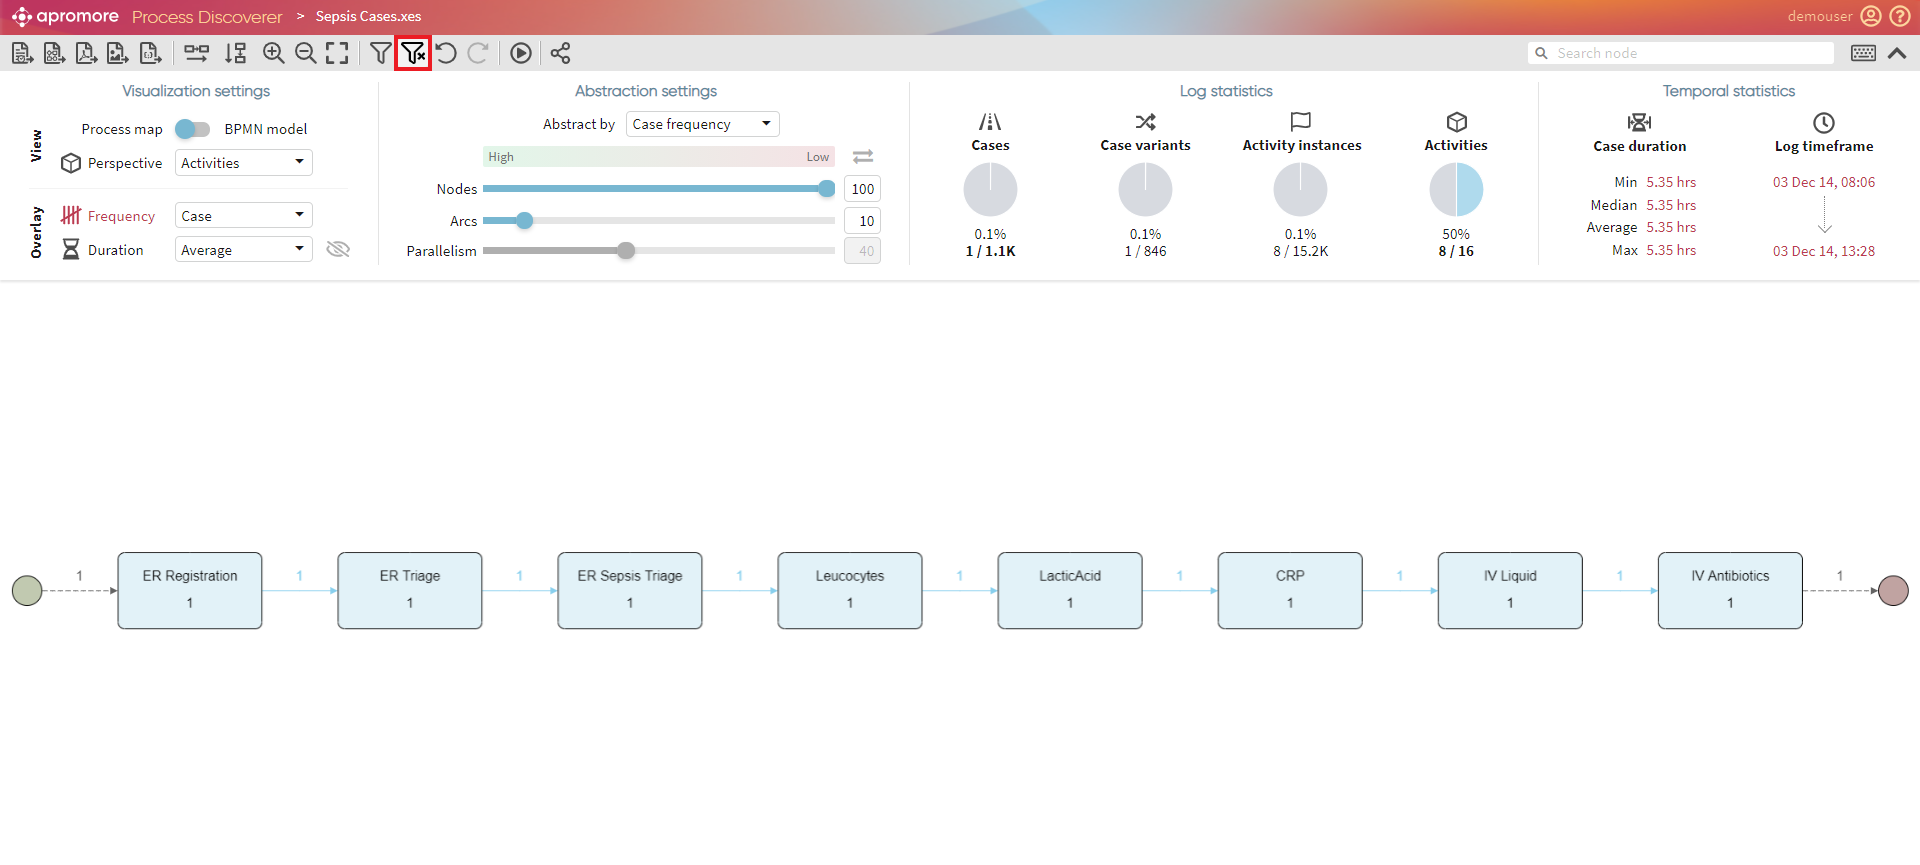 apromore Process Discoverer > Sepsis Cases.xes
demouser
Search node
Visualization settings
View
Process map BPMN model
Perspective Activities
Overlay
Frequency Case
Duration Average
Abstraction settings
Abstract by Case frequency
High Low
Nodes 100
Arcs 10
Parallelism 40
Log statistics
Cases Case variants Activity instances Activities
0.1% 0.1% 0.1% 50%
1 / 1.1K 1 / 846 8 / 15.2K 8 / 16
Temporal statistics
Case duration Log timeframe
Min 5.35 hrs 03 Dec 14, 08:06
Median 5.35 hrs
Average 5.35 hrs
Max 5.35 hrs 03 Dec 14, 13:28
1 1 1 1 1 1 1 1 1
ER Registration ER Triage ER Sepsis Triage Leucocytes LacticAcid CRP IV Liquid IV Antibiotics
1 1 1 1 1 1 1 1